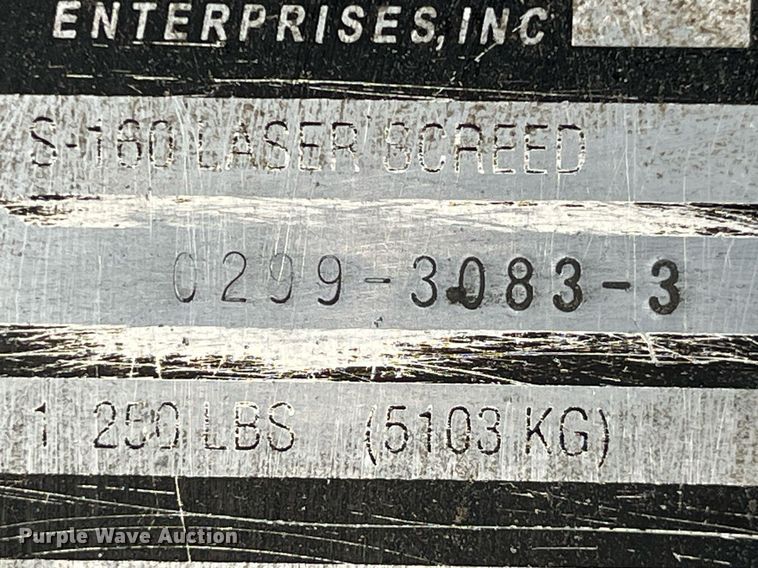 ENTERPRISES, INC
S-160 LASER SCREED
0299-3083-3
1 250 LBS (5103 KG)
Purple Wave Auction